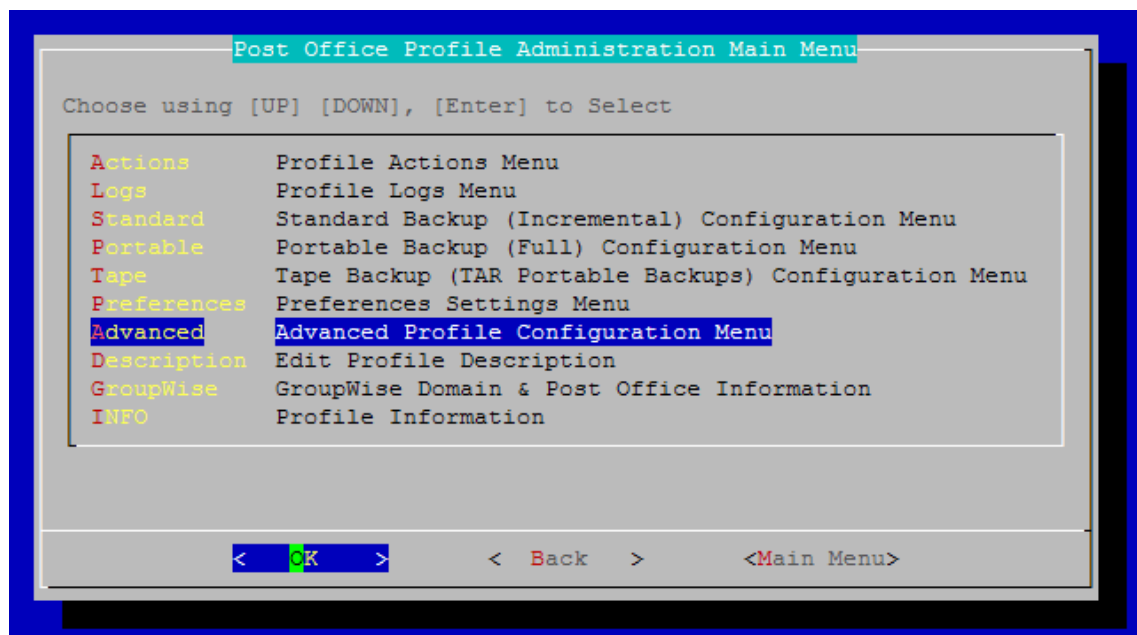 Post Office Profile Administration Main Menu
Choose using [UP] [DOWN], [Enter] to Select
Actions Profile Actions Menu
Logs Profile Logs Menu
Standard Standard Backup (Incremental) Configuration Menu
Portable Portable Backup (Full) Configuration Menu
Tape Tape Backup (TAR Portable Backups) Configuration Menu
Preferences Preferences Settings Menu
Advanced Advanced Profile Configuration Menu
Description Edit Profile Description
GroupWise GroupWise Domain & Post Office Information
INFO Profile Information
< OK > < Back > <Main Menu>